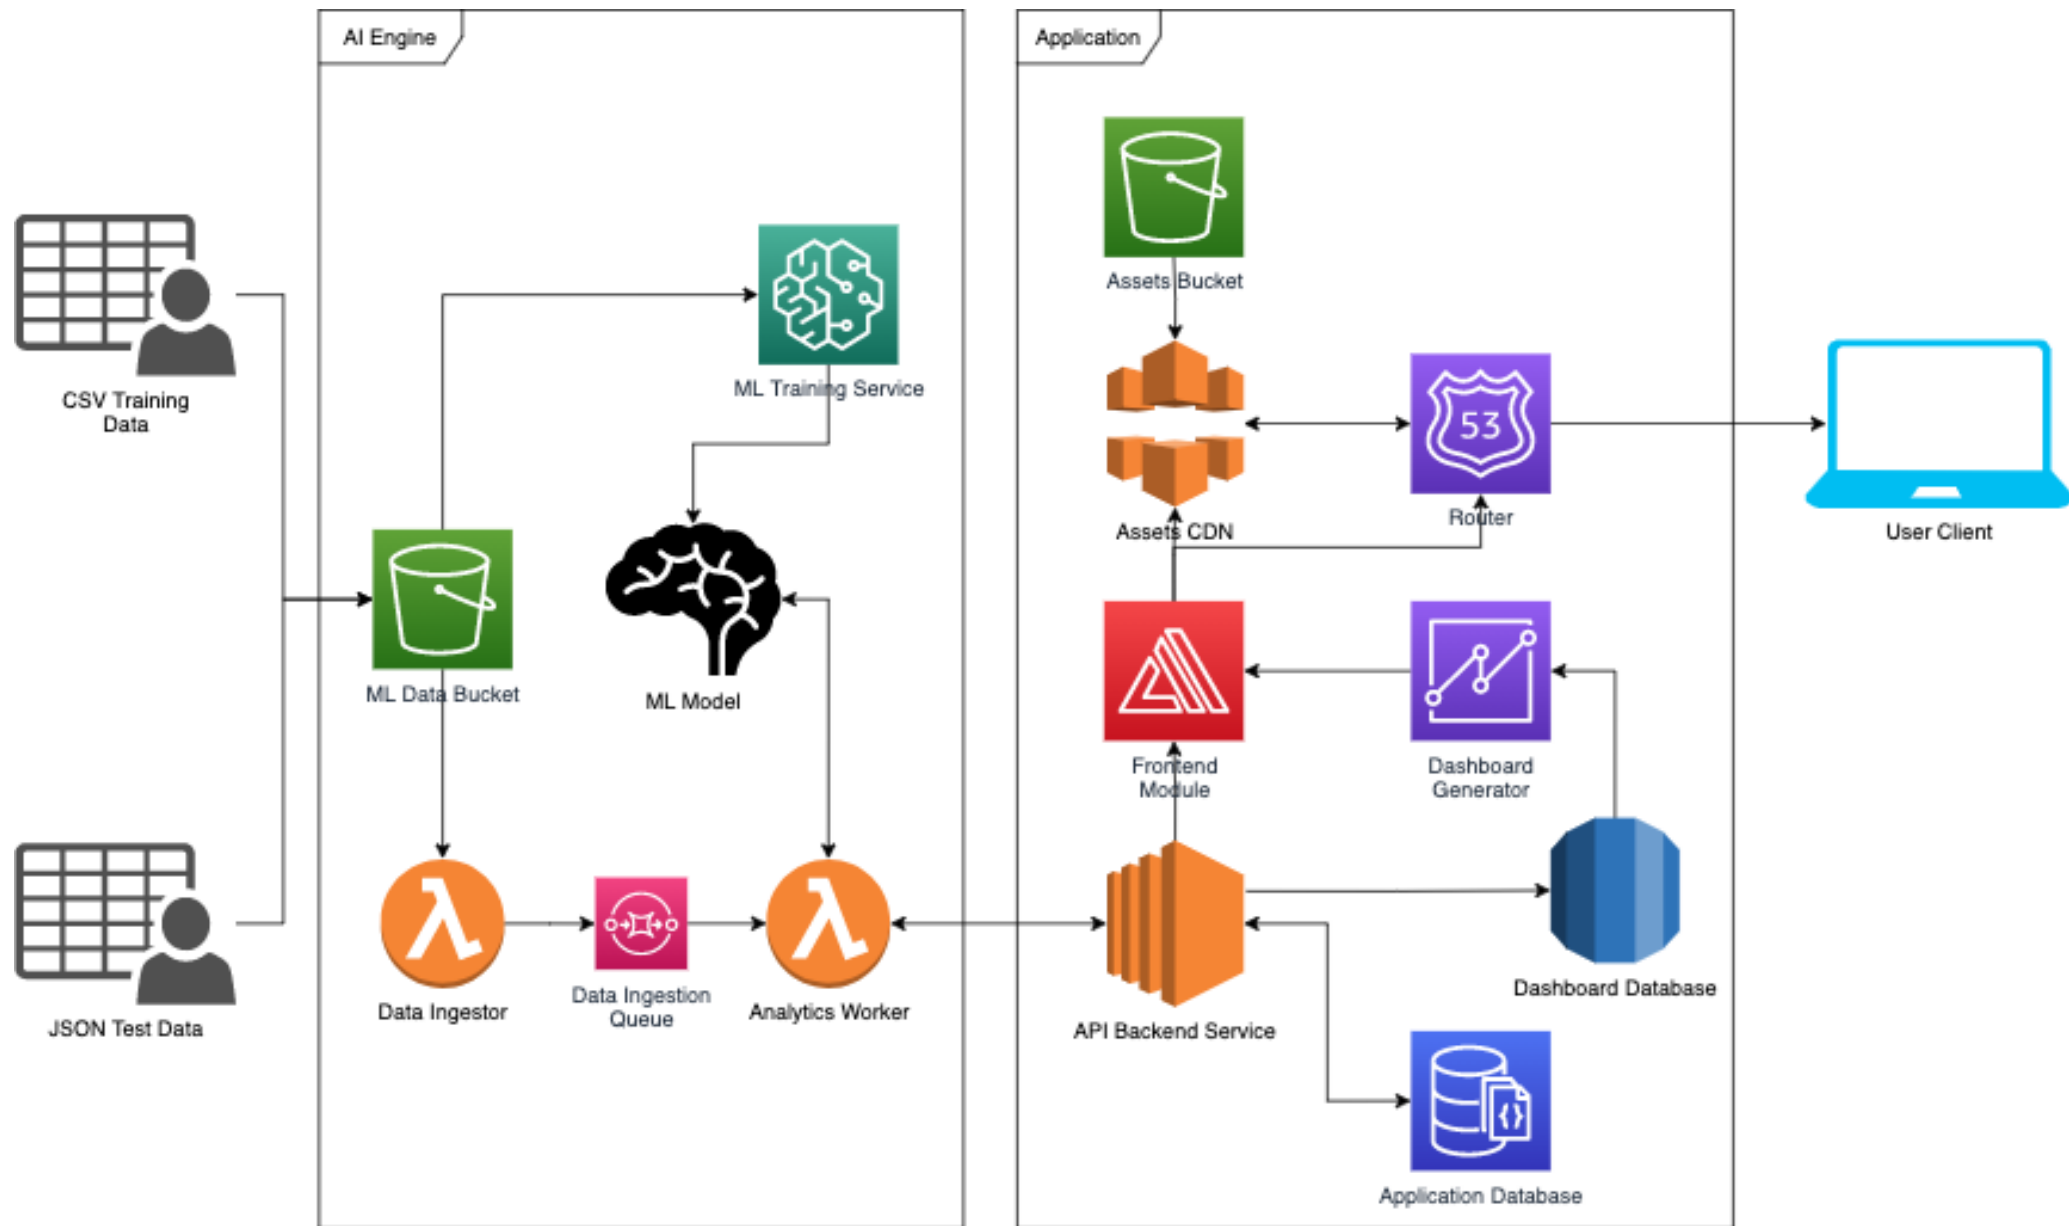 AI Engine
Application
Assets Bucket
CSV Training
Data
ML Training Service
53
Assets CDN
Router
User Client
ML Data Bucket
ML Model
Frontend
Module
Dashboard
Generator
JSON Test Data
Data Ingestor
Data Ingestion
Queue
Analytics Worker
API Backend Service
Dashboard Database
{}
Application Database